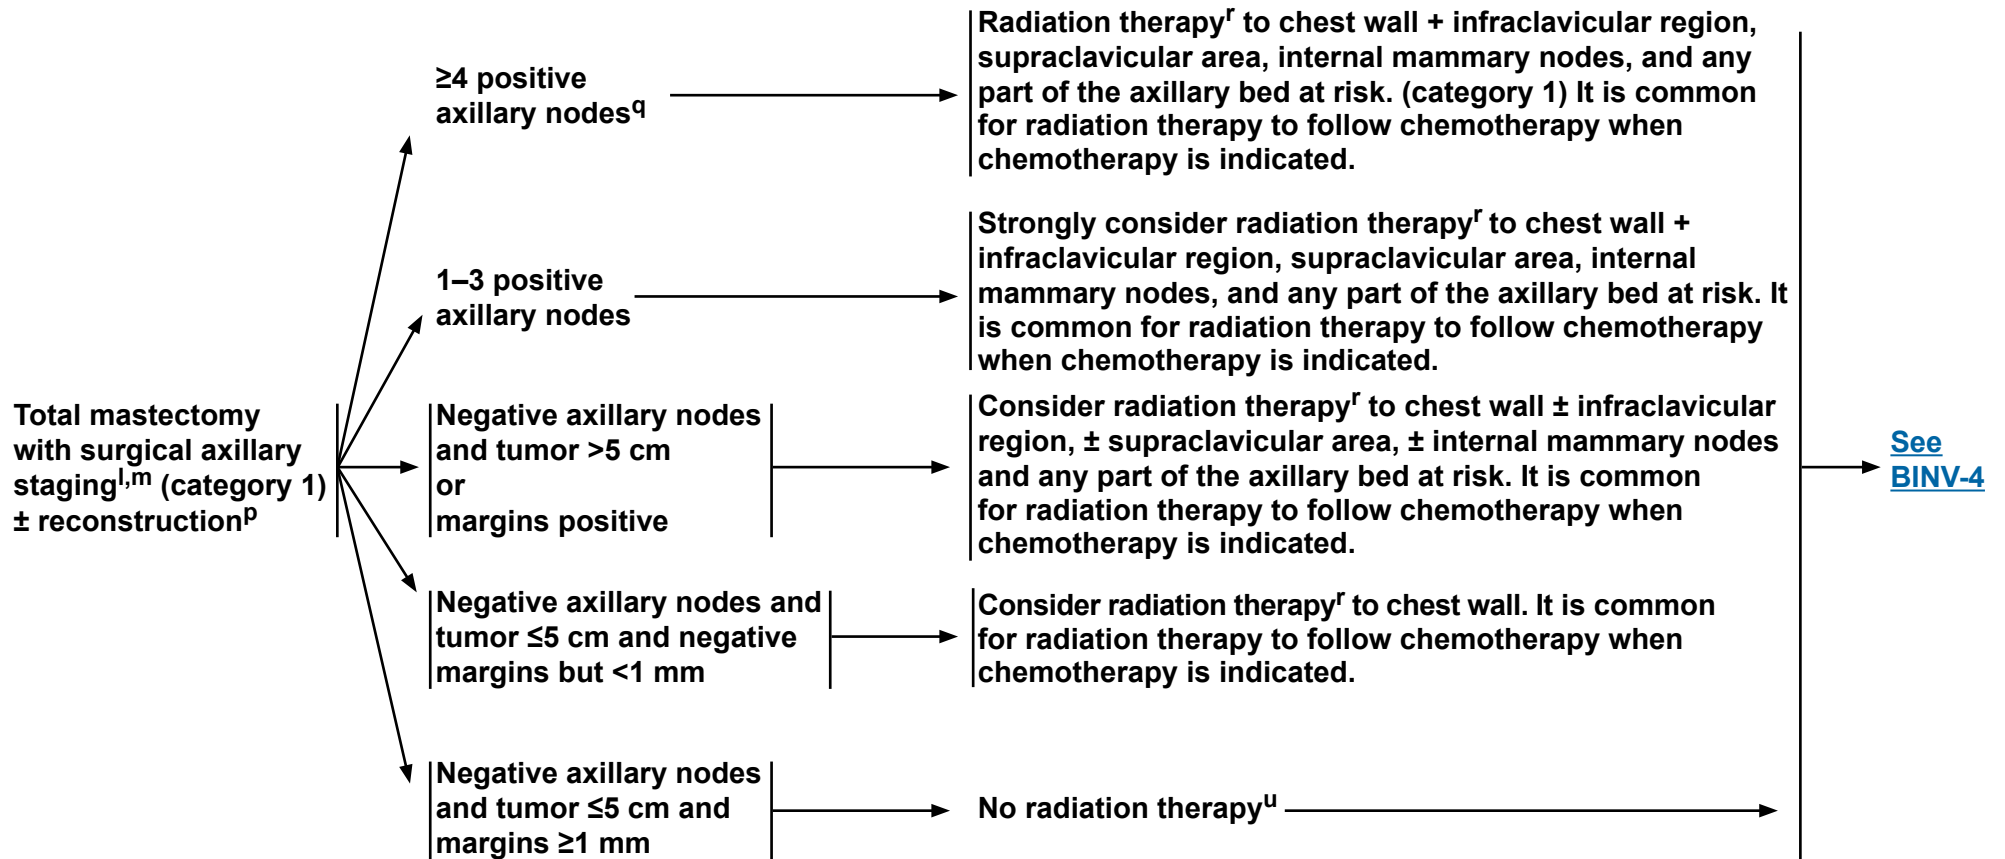 Total mastectomy
with surgical axillary
staging^l,m (category 1)
± reconstruction^p
≥4 positive
axillary nodes^q
Radiation therapy^r to chest wall + infraclavicular region,
supraclavicular area, internal mammary nodes, and any
part of the axillary bed at risk. (category 1) It is common
for radiation therapy to follow chemotherapy when
chemotherapy is indicated.
1–3 positive
axillary nodes
Strongly consider radiation therapy^r to chest wall +
infraclavicular region, supraclavicular area, internal
mammary nodes, and any part of the axillary bed at risk. It
is common for radiation therapy to follow chemotherapy
when chemotherapy is indicated.
Negative axillary nodes
and tumor >5 cm
or
margins positive
Consider radiation therapy^r to chest wall ± infraclavicular
region, ± supraclavicular area, ± internal mammary nodes
and any part of the axillary bed at risk. It is common
for radiation therapy to follow chemotherapy when
chemotherapy is indicated.
Negative axillary nodes and
tumor ≤5 cm and negative
margins but <1 mm
Consider radiation therapy^r to chest wall. It is common
for radiation therapy to follow chemotherapy when
chemotherapy is indicated.
Negative axillary nodes
and tumor ≤5 cm and
margins ≥1 mm
No radiation therapy^u
See
BINV-4